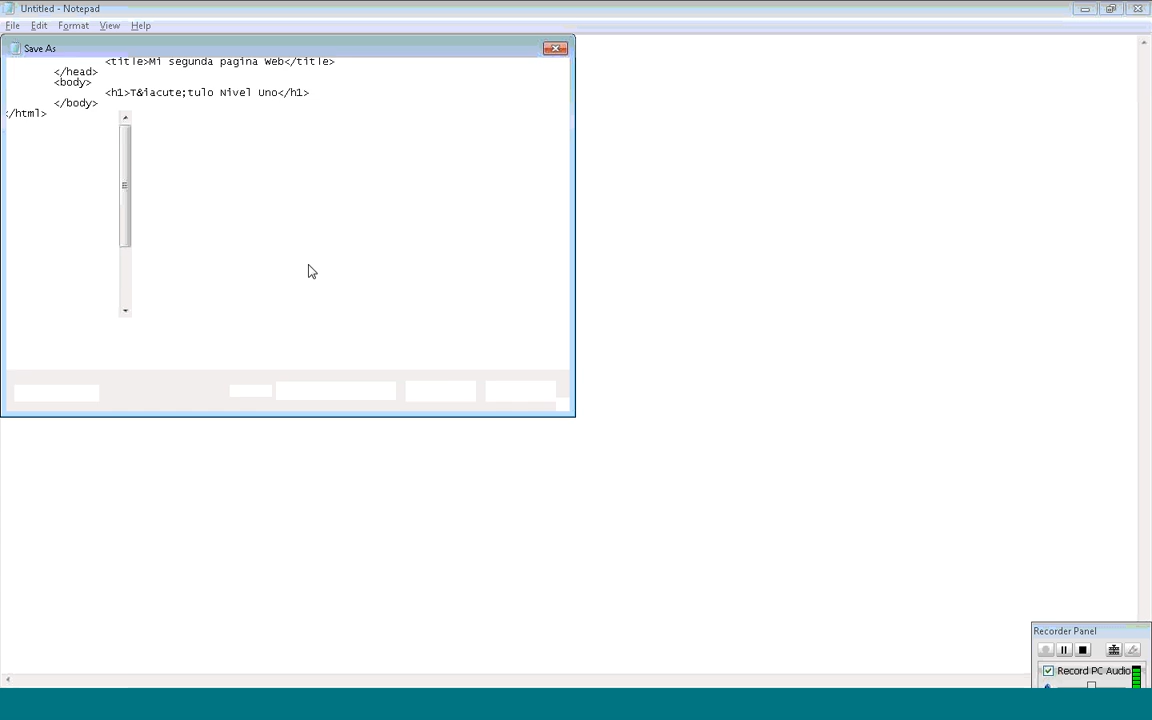 Untitled - Notepad
File Edit Format View Help
Save As
<title>Mi segunda pagina Web</title>
</head>
<body>
<h1>T&iacute;tulo Nivel Uno</h1>
</body>
</html>
Recorder Panel
Record PC Audio